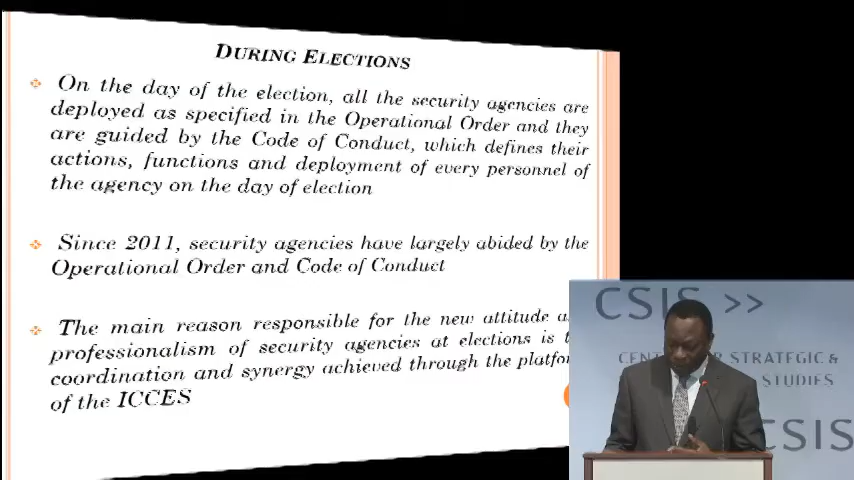 DURING ELECTIONS
On the day of the election, all the security agencies are
deployed as specified in the Operational Order and they
are guided by the Code of Conduct, which defines their
actions, functions and deployment of every personnel of
the agency on the day of election
Since 2011, security agencies have largely abided by the
Operational Order and Code of Conduct
The main reason responsible for the new attitude
professionalism of security agencies at elections is
coordination and synergy achieved through the
of the ICCES
CSIS >>
STRATEGIC &
STUDIES
CSIS